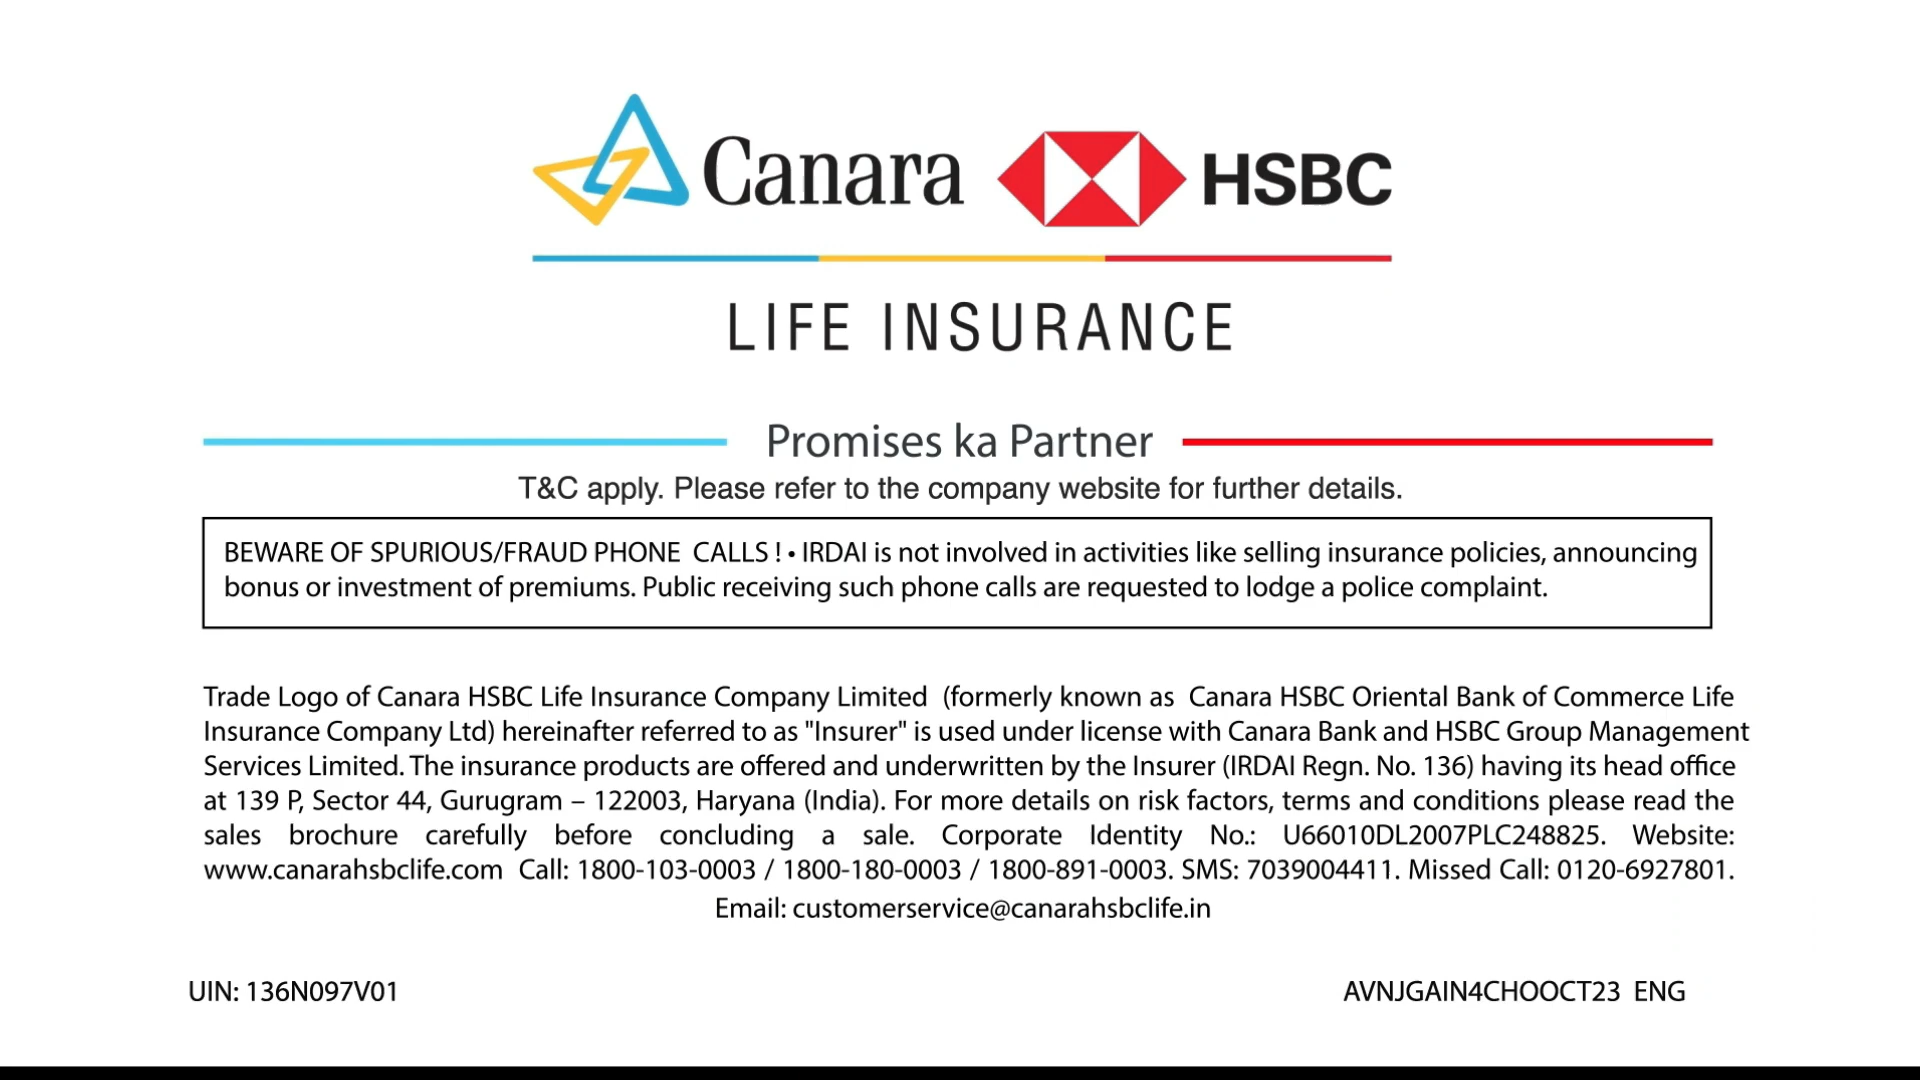 Canara HSBC
LIFE INSURANCE
Promises ka Partner
T&C apply. Please refer to the company website for further details.
BEWARE OF SPURIOUS/FRAUD PHONE  CALLS ! • IRDAI is not involved in activities like selling insurance policies, announcing
bonus or investment of premiums. Public receiving such phone calls are requested to lodge a police complaint.
Trade Logo of Canara HSBC Life Insurance Company Limited  (formerly known as  Canara HSBC Oriental Bank of Commerce Life
Insurance Company Ltd) hereinafter referred to as "Insurer" is used under license with Canara Bank and HSBC Group Management
Services Limited. The insurance products are offered and underwritten by the Insurer (IRDAI Regn. No. 136) having its head office
at 139 P, Sector 44, Gurugram – 122003, Haryana (India). For more details on risk factors, terms and conditions please read the
sales brochure carefully before concluding a sale. Corporate Identity No.: U66010DL2007PLC248825. Website:
www.canarahsbclife.com  Call: 1800-103-0003 / 1800-180-0003 / 1800-891-0003. SMS: 7039004411. Missed Call: 0120-6927801.
Email: customerservice@canarahsbclife.in
UIN: 136N097V01
AVNJGAIN4CHOOCT23  ENG